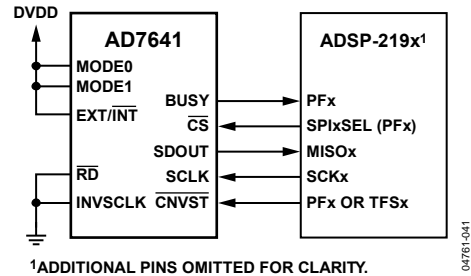 DVDD
AD7641
MODE0
MODE1
EXT/INT
RD
INVSCLK
BUSY
CS
SDOUT
SCLK
CNVST
ADSP-219x¹
PFx
SPIxSEL (PFx)
MISOx
SCKx
PFx OR TFSx
¹ADDITIONAL PINS OMITTED FOR CLARITY.
04761-041